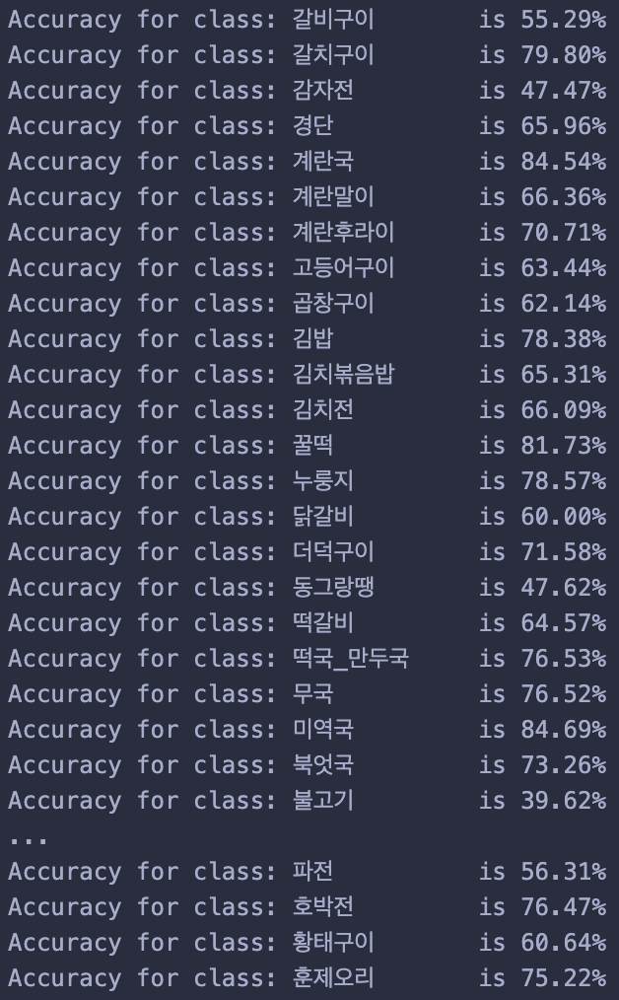 Accuracy for class: 갈비구이 is 55.29%
Accuracy for class: 갈치구이 is 79.80%
Accuracy for class: 감자전 is 47.47%
Accuracy for class: 경단 is 65.96%
Accuracy for class: 계란국 is 84.54%
Accuracy for class: 계란말이 is 66.36%
Accuracy for class: 계란후라이 is 70.71%
Accuracy for class: 고등어구이 is 63.44%
Accuracy for class: 곱창구이 is 62.14%
Accuracy for class: 김밥 is 78.38%
Accuracy for class: 김치볶음밥 is 65.31%
Accuracy for class: 김치전 is 66.09%
Accuracy for class: 꿀떡 is 81.73%
Accuracy for class: 누룽지 is 78.57%
Accuracy for class: 닭갈비 is 60.00%
Accuracy for class: 더덕구이 is 71.58%
Accuracy for class: 동그랑땡 is 47.62%
Accuracy for class: 떡갈비 is 64.57%
Accuracy for class: 떡국_만두국 is 76.53%
Accuracy for class: 무국 is 76.52%
Accuracy for class: 미역국 is 84.69%
Accuracy for class: 북엇국 is 73.26%
Accuracy for class: 불고기 is 39.62%
...
Accuracy for class: 파전 is 56.31%
Accuracy for class: 호박전 is 76.47%
Accuracy for class: 황태구이 is 60.64%
Accuracy for class: 훈제오리 is 75.22%